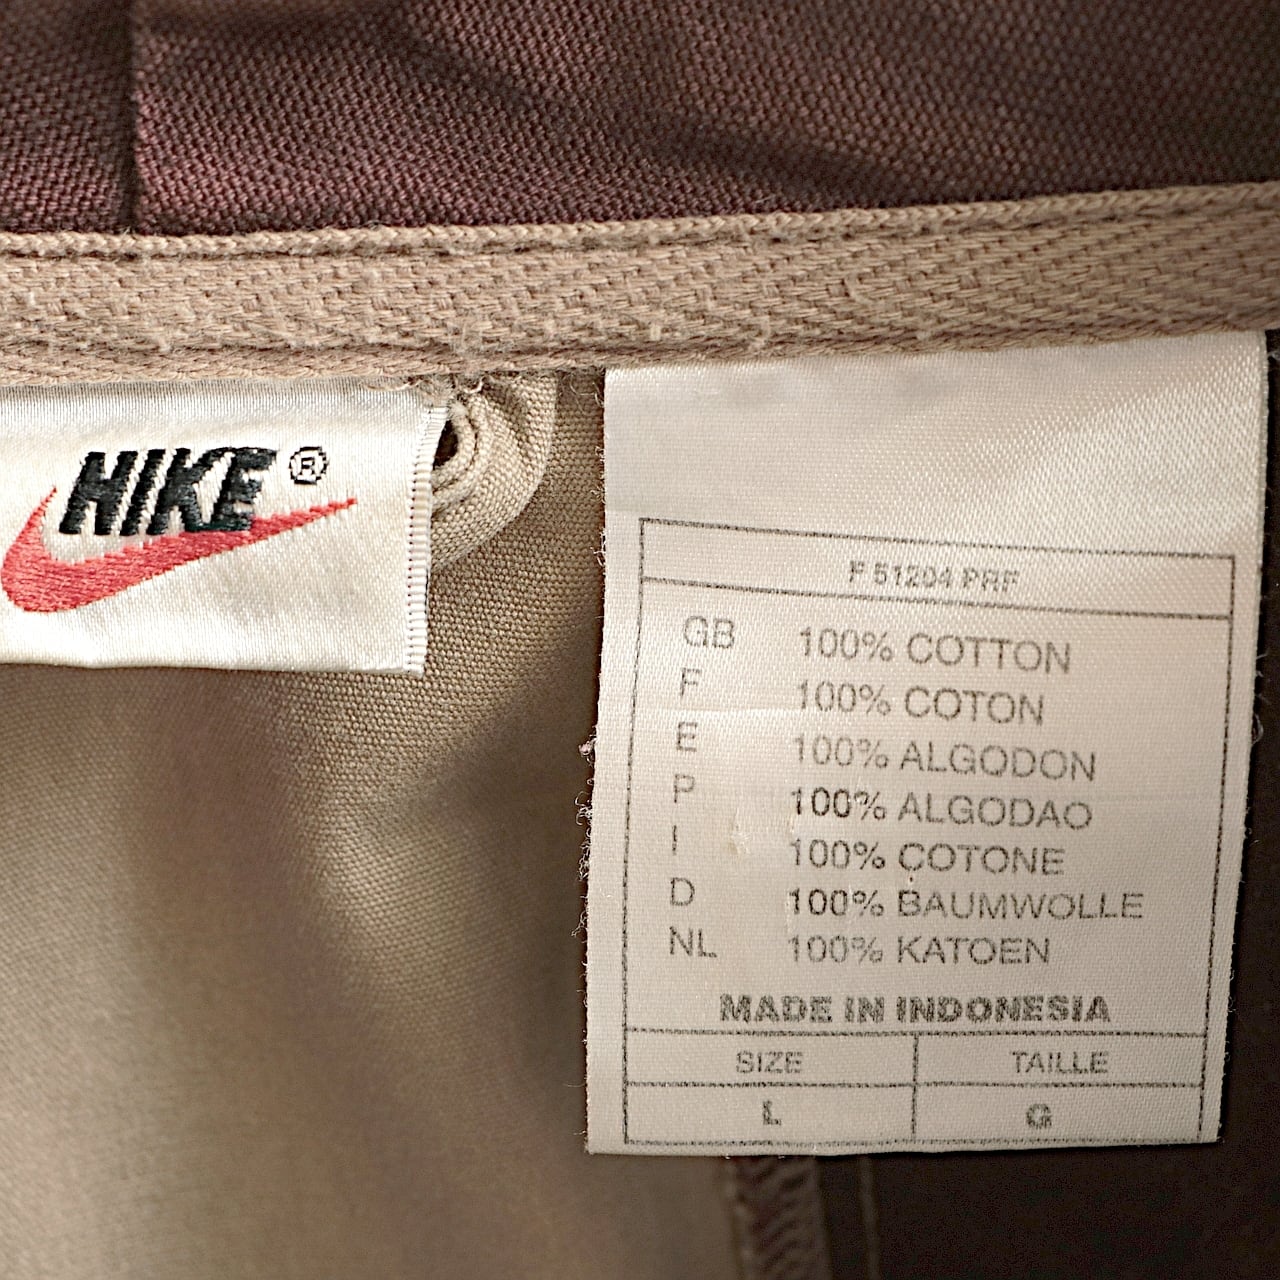 NIKE ®
F 51204 PRF
GB 100% COTTON
F 100% COTON
E 100% ALGODON
P 100% ALGODAO
I 100% COTONE
D 100% BAUMWOLLE
NL 100% KATOEN
MADE IN INDONESIA
SIZE TAILLE
L G